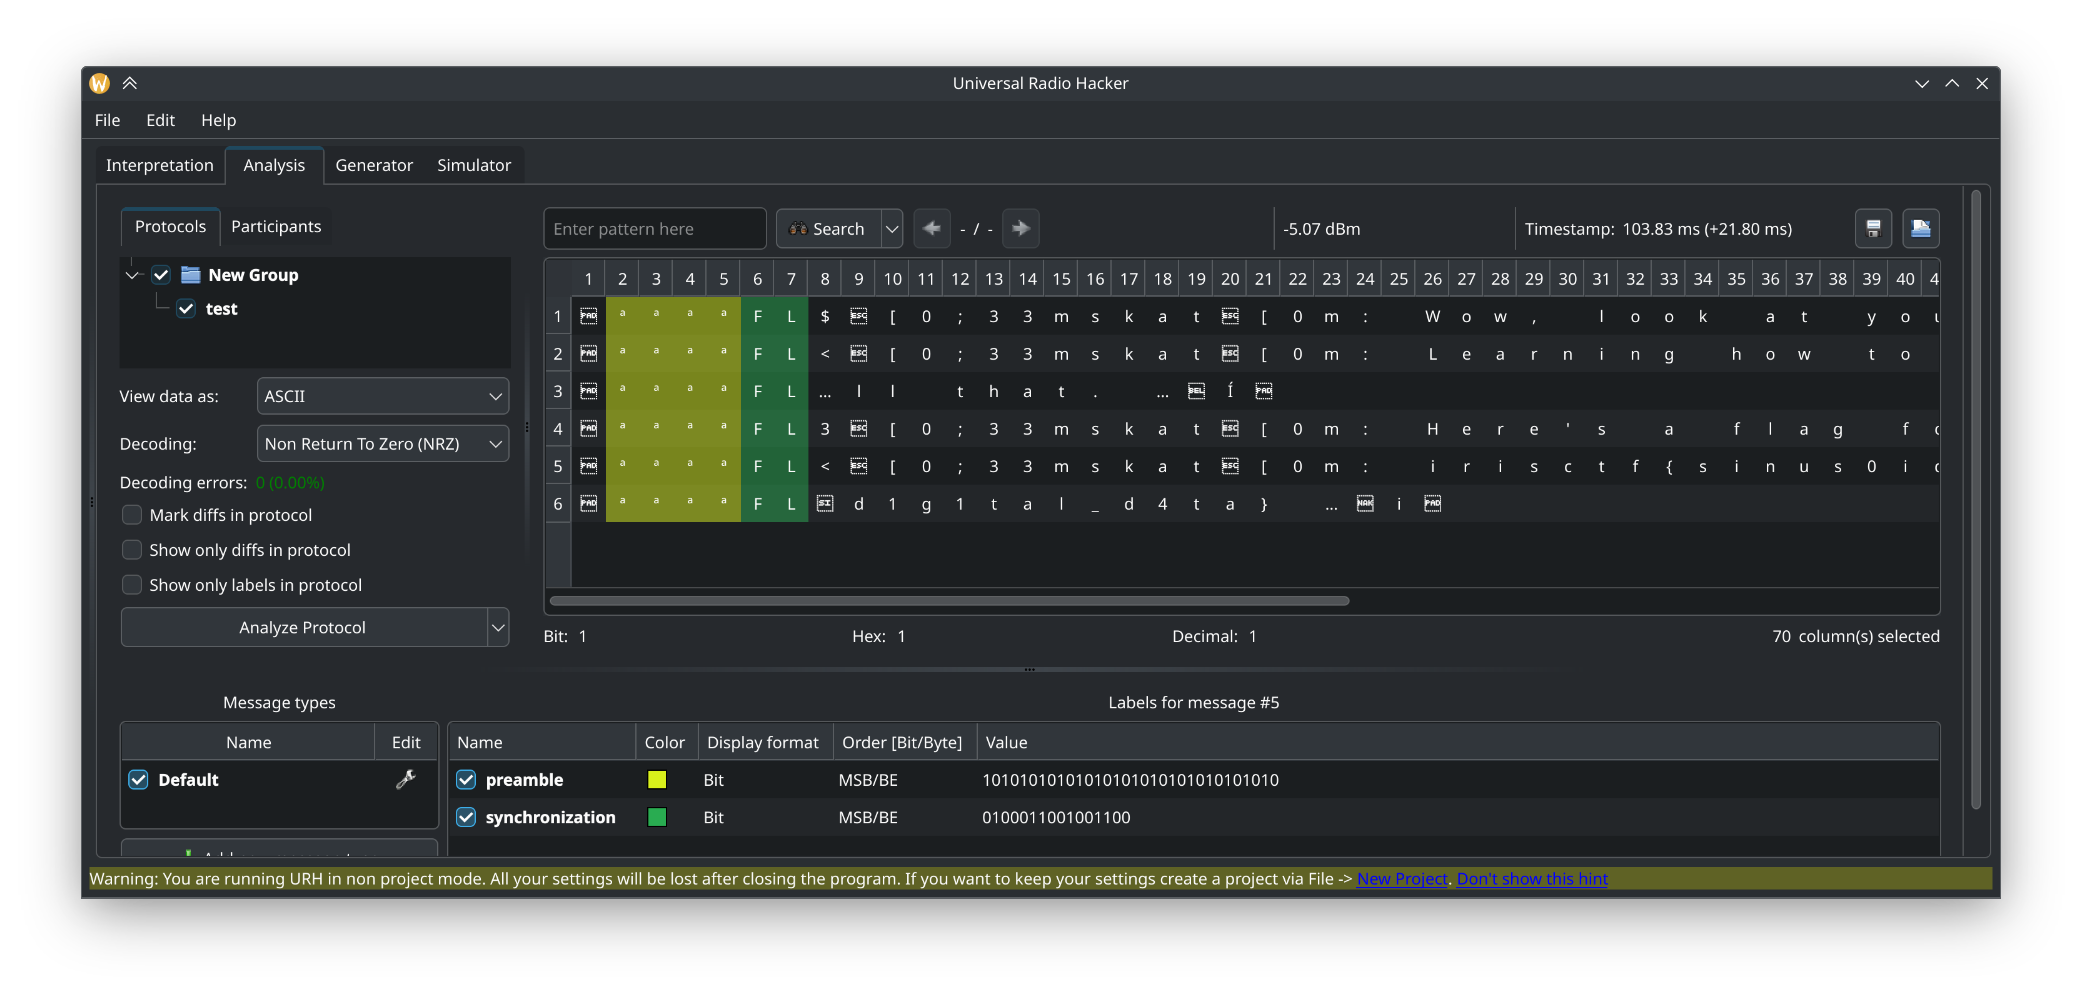 Universal Radio Hacker
File Edit Help
Interpretation Analysis Generator Simulator
Protocols Participants
Enter pattern here Search - / - -5.07 dBm Timestamp: 103.83 ms (+21.80 ms)
New Group
test
View data as: ASCII
Decoding: Non Return To Zero (NRZ)
Decoding errors: 0 (0.00%)
Mark diffs in protocol
Show only diffs in protocol
Show only labels in protocol
Analyze Protocol
1 2 3 4 5 6 7 8 9 10 11 12 13 14 15 16 17 18 19 20 21 22 23 24 25 26 27 28 29 30 31 32 33 34 35 36 37 38 39 40 4
1 PAD ª ª ª ª F L $ ESC [ 0 ; 3 3 m s k a t ESC [ 0 m : W o w , l o o k a t y o u
2 PAD ª ª ª ª F L < ESC [ 0 ; 3 3 m s k a t ESC [ 0 m : L e a r n i n g h o w t o
3 PAD ª ª ª ª F L … l l t h a t . … BEL Í PAD
4 PAD ª ª ª ª F L 3 ESC [ 0 ; 3 3 m s k a t ESC [ 0 m : H e r e ' s a f l a g f o
5 PAD ª ª ª ª F L < ESC [ 0 ; 3 3 m s k a t ESC [ 0 m : i r i s c t f { s i n u s 0 i d
6 PAD ª ª ª ª F L SI d 1 g 1 t a l _ d 4 t a } … NAK i PAD
Bit: 1 Hex: 1 Decimal: 1 70 column(s) selected
Message types
Name Edit
Default
Labels for message #5
Name Color Display format Order [Bit/Byte] Value
preamble Bit MSB/BE 10101010101010101010101010101010
synchronization Bit MSB/BE 0100011001001100
Warning: You are running URH in non project mode. All your settings will be lost after closing the program. If you want to keep your settings create a project via File -> New Project. Don't show this hint